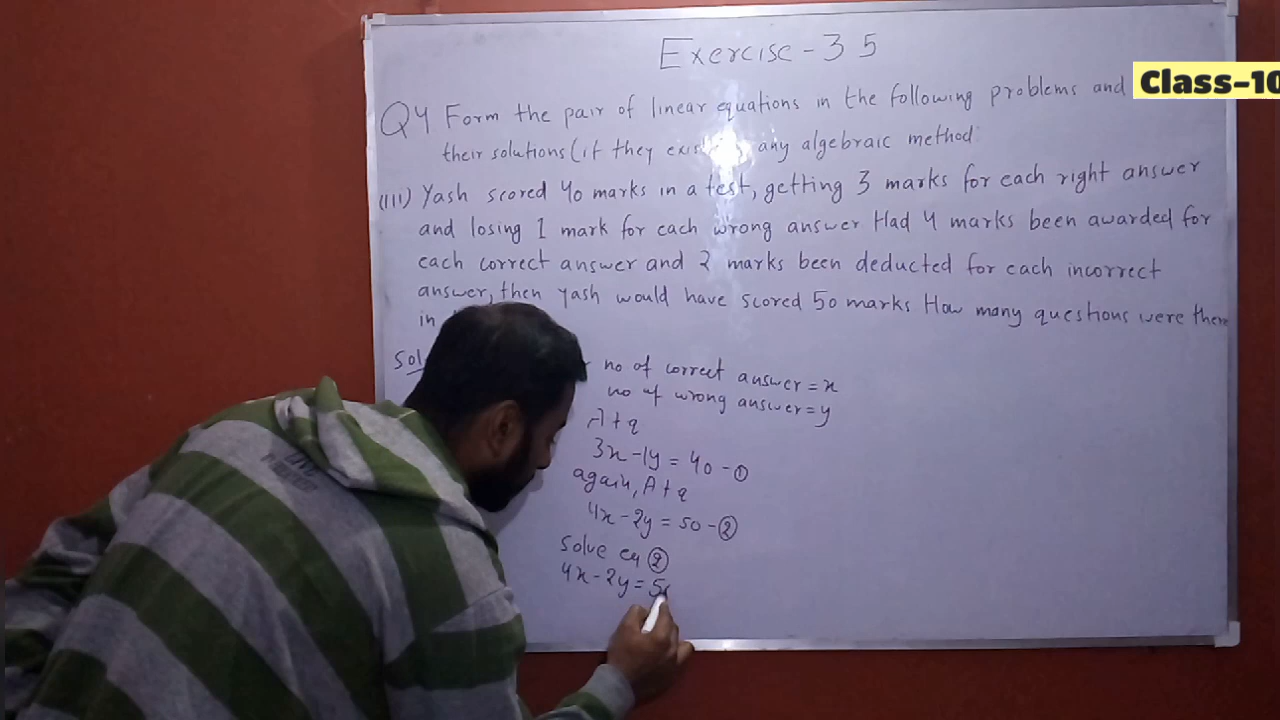 Exercise-35
Class-10
Q4 Form the pair of linear equations in the following problems and
their solutions (if they exist) any algebraic method
(iii) Yash scored 40 marks in a test, getting 3 marks for each right answer
and losing 1 mark for each wrong answer Had 4 marks been awarded for
each correct answer and 2 marks been deducted for each incorrect
answer, then Yash would have scored 50 marks How many questions were there
in
Sol
no of correct answer = x
no of wrong answer = y
A+q
3x-1y = 40 - ①
again, A+q
4x-2y = 50 - ②
Solve eq ②
4x-2y = 50